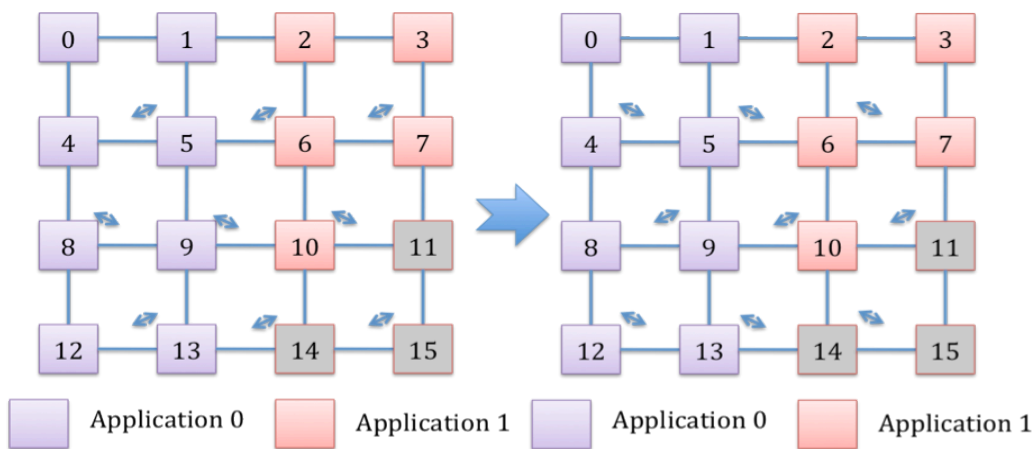 0 1 2 3 0 1 2 3
4 5 6 7 4 5 6 7
8 9 10 11 8 9 10 11
12 13 14 15 12 13 14 15
Application 0 Application 1 Application 0 Application 1